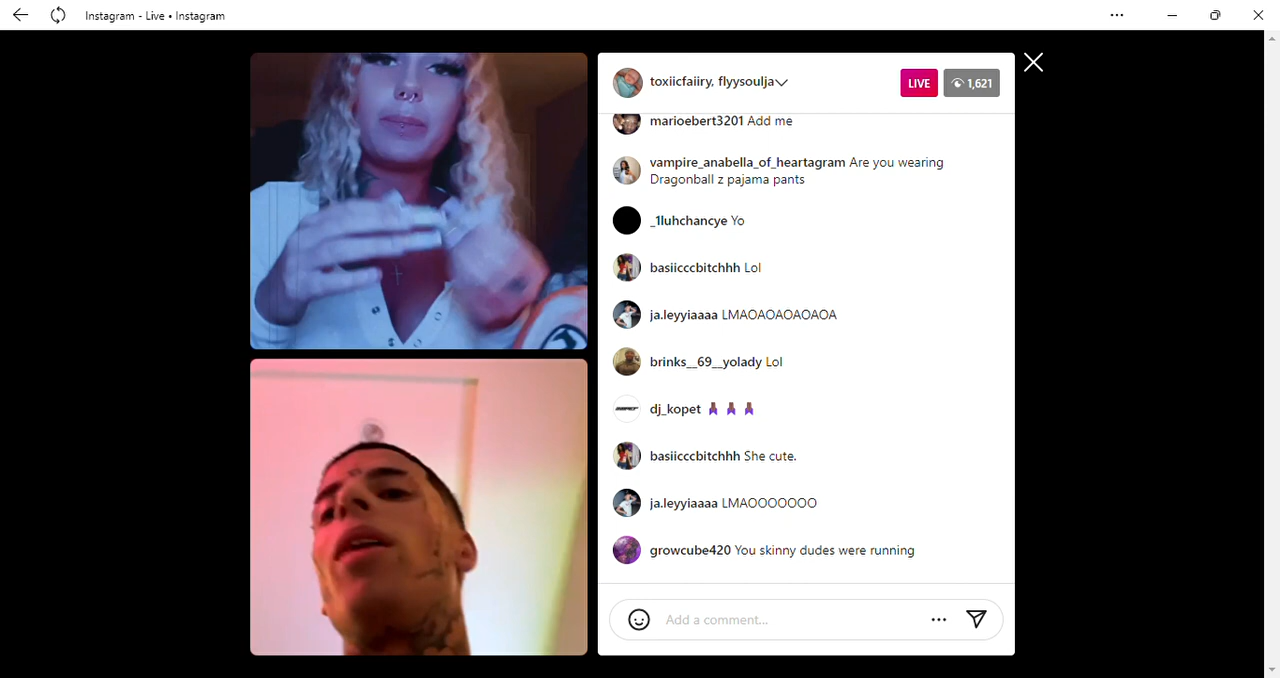 Instagram - Live • Instagram
toxiicfaiiry, flyysoulja
LIVE
1,621
marioebert3201 Add me
vampire_anabella_of_heartagram Are you wearing
Dragonball z pajama pants
_1luhchancye Yo
basiicccbitchhh Lol
ja.leyyiaaaa LMAOAOAOAOAOA
brinks__69__yolady Lol
dj_kopet 🧘🏾‍♀️ 🧘🏾‍♀️ 🧘🏾‍♀️
basiicccbitchhh She cute.
ja.leyyiaaaa LMAOOOOOOO
growcube420 You skinny dudes were running
Add a comment...